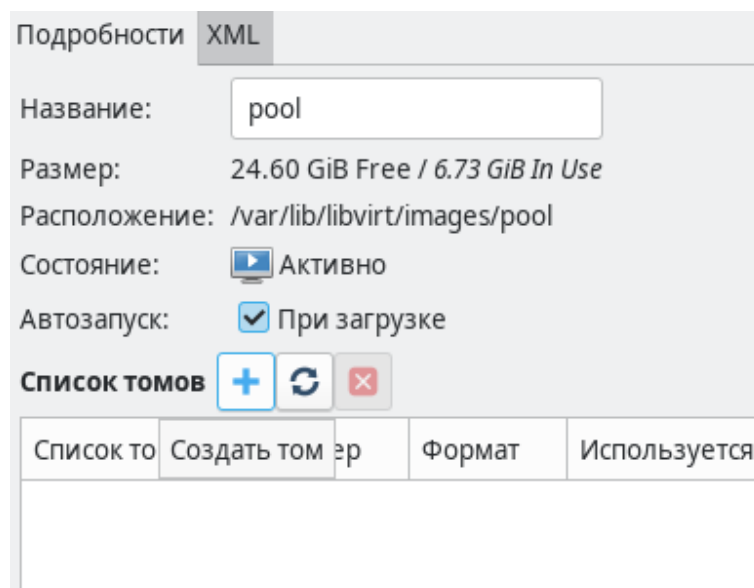 Подробности XML
Название: pool
Размер: 24.60 GiB Free / 6.73 GiB In Use
Расположение: /var/lib/libvirt/images/pool
Состояние: Активно
Автозапуск: При загрузке
Список томов
Список то Создать том ер Формат Используется